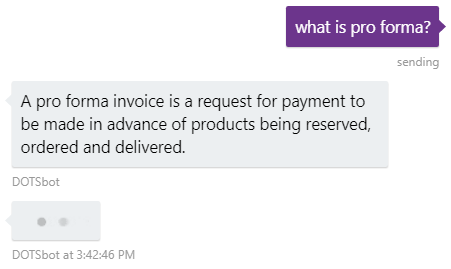 what is pro forma?
sending
A pro forma invoice is a request for payment to
be made in advance of products being reserved,
ordered and delivered.
DOTSbot
DOTSbot at 3:42:46 PM